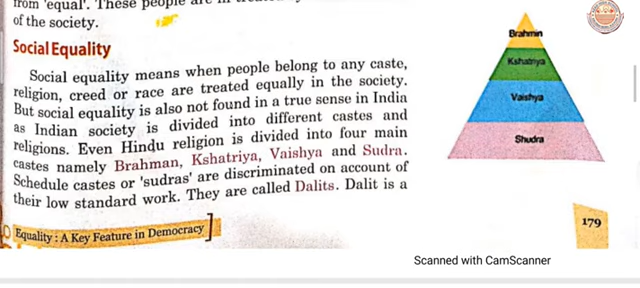 from 'equal'. These people are in
of the society.
Social Equality
Social equality means when people belong to any caste,
religion, creed or race are treated equally in the society.
But social equality is also not found in a true sense in India
as Indian society is divided into different castes and
religions. Even Hindu religion is divided into four main
castes namely Brahman, Kshatriya, Vaishya and Sudra.
Schedule castes or 'sudras' are discriminated on account of
their low standard work. They are called Dalits. Dalit is a
Equality : A Key Feature in Democracy
Brahmin
Kshatriya
Vaishya
Shudra
179
Scanned with CamScanner